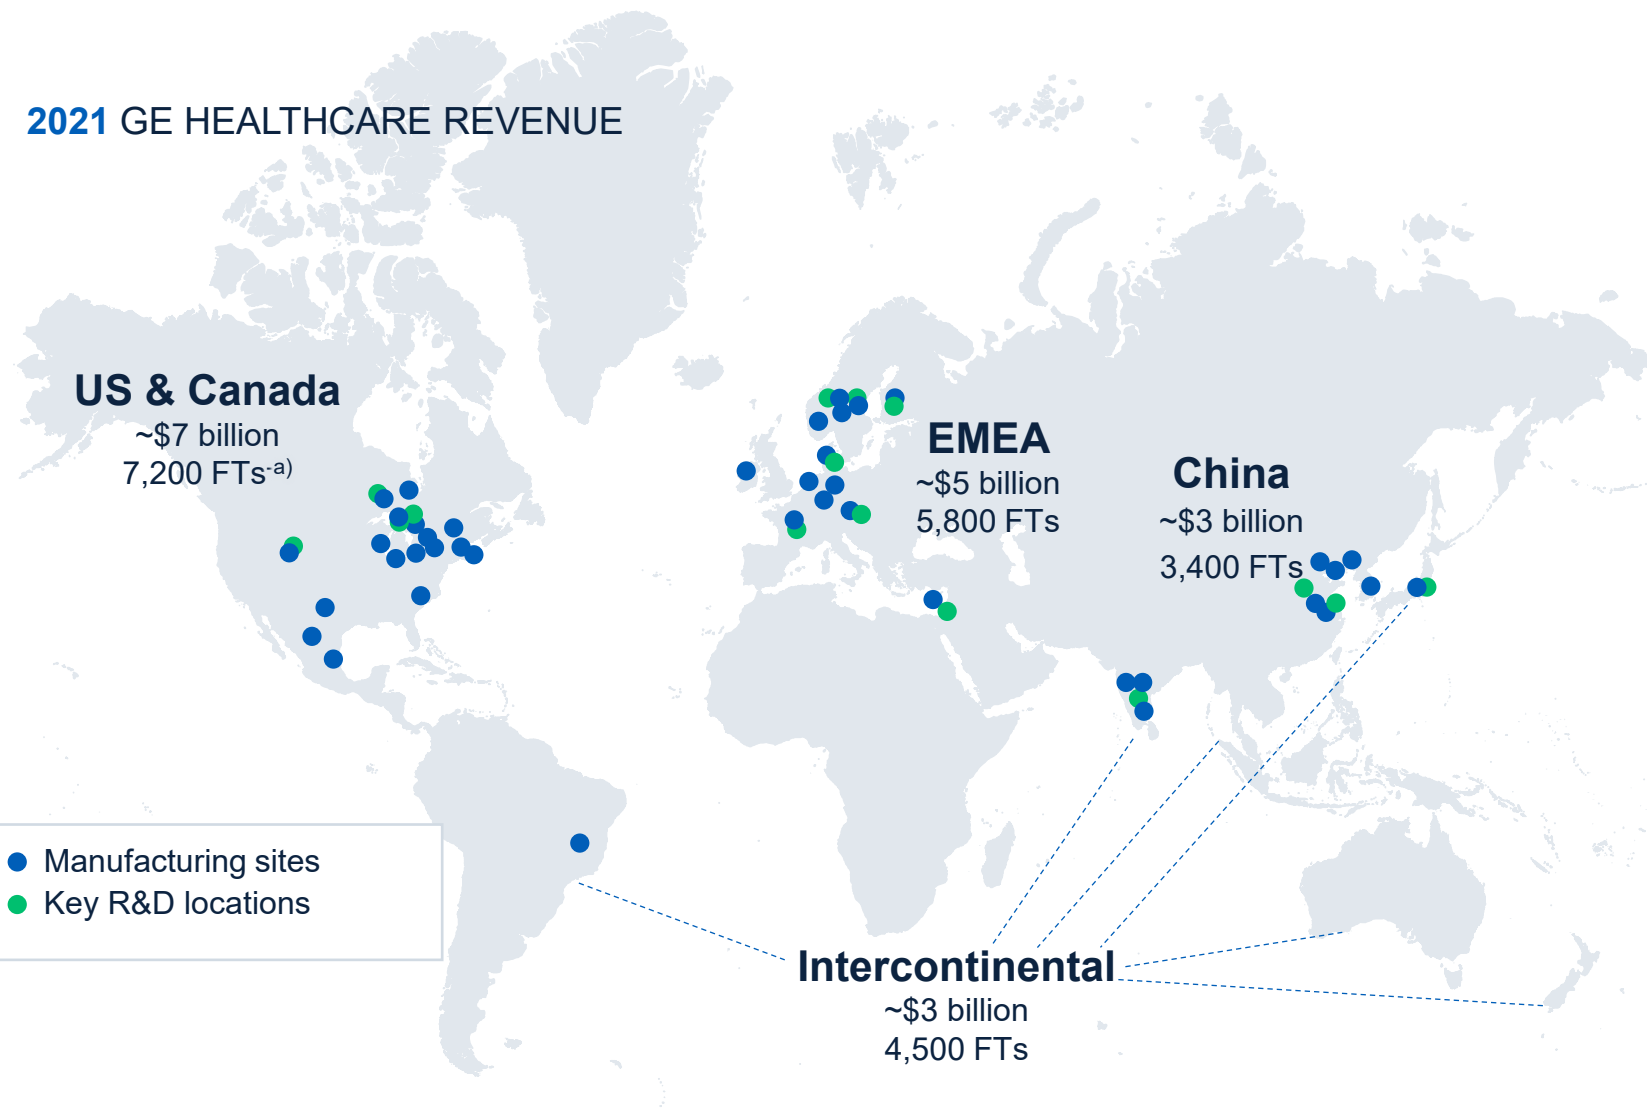 2021 GE HEALTHCARE REVENUE
US & Canada
~$7 billion
7,200 FTs-a)
EMEA
~$5 billion
5,800 FTs
China
~$3 billion
3,400 FTs
Manufacturing sites
Key R&D locations
Intercontinental
~$3 billion
4,500 FTs